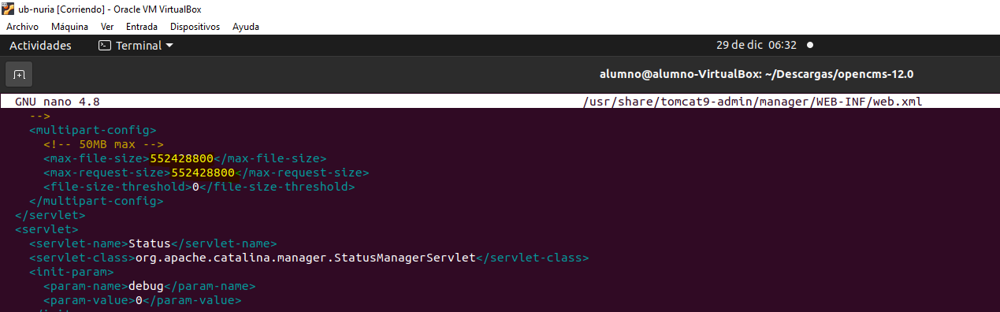 ub-nuria [Corriendo] - Oracle VM VirtualBox
Archivo Máquina Ver Entrada Dispositivos Ayuda
Actividades Terminal 29 de dic 06:32
alumno@alumno-VirtualBox: ~/Descargas/opencms-12.0
GNU nano 4.8 /usr/share/tomcat9-admin/manager/WEB-INF/web.xml
-->
<multipart-config>
<!-- 50MB max -->
<max-file-size>552428800</max-file-size>
<max-request-size>552428800</max-request-size>
<file-size-threshold>0</file-size-threshold>
</multipart-config>
</servlet>
<servlet>
<servlet-name>Status</servlet-name>
<servlet-class>org.apache.catalina.manager.StatusManagerServlet</servlet-class>
<init-param>
<param-name>debug</param-name>
<param-value>0</param-value>